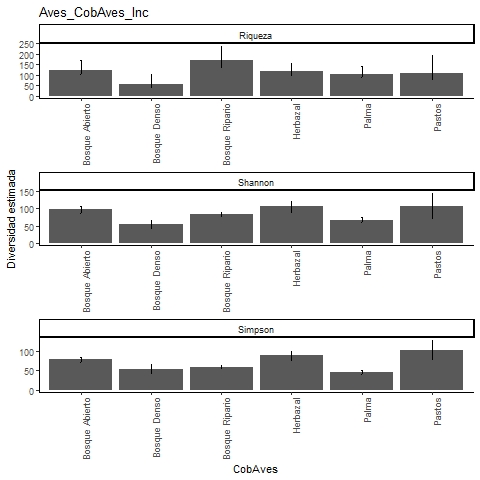 Aves_CobAves_Inc
Riqueza
250
200
150
100
50
0
Bosque Abierto
Bosque Denso
Bosque Ripario
Herbazal
Palma
Pastos
Diversidad estimada
Shannon
150
100
50
0
Bosque Abierto
Bosque Denso
Bosque Ripario
Herbazal
Palma
Pastos
Simpson
100
50
0
Bosque Abierto
Bosque Denso
Bosque Ripario
Herbazal
Palma
Pastos
CobAves